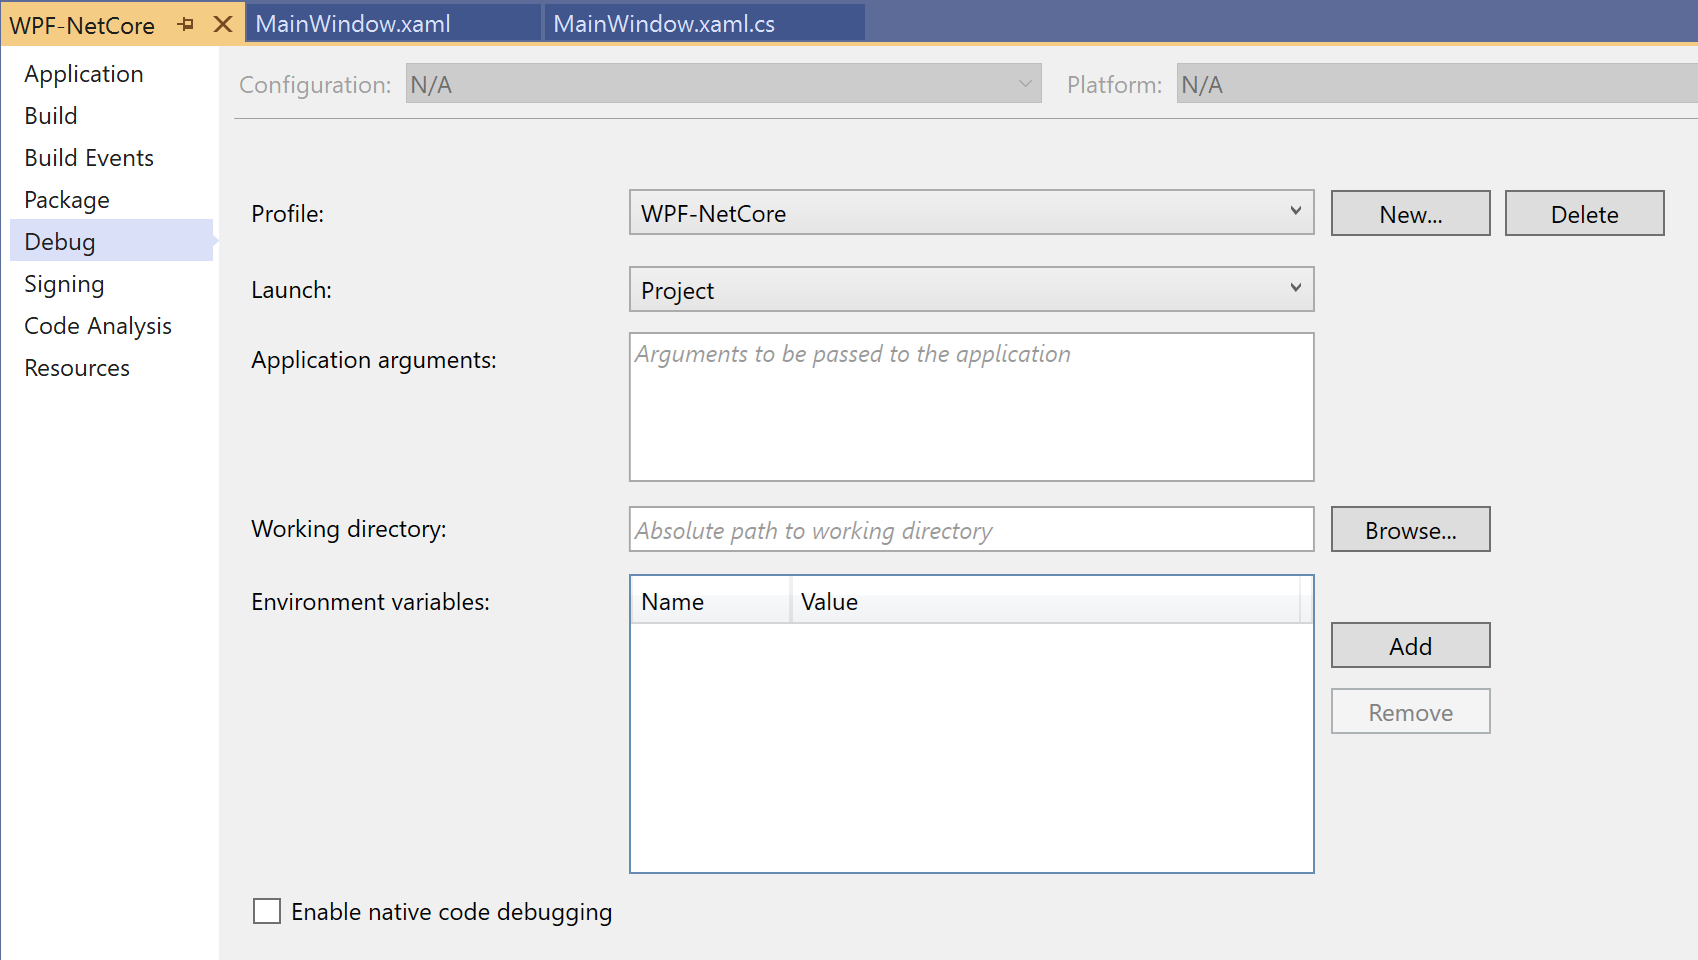 WPF-NetCore
MainWindow.xaml
MainWindow.xaml.cs
Application
Build
Build Events
Package
Debug
Signing
Code Analysis
Resources
Configuration: N/A
Platform: N/A
Profile: WPF-NetCore New... Delete
Launch: Project
Application arguments: Arguments to be passed to the application
Working directory: Absolute path to working directory Browse...
Environment variables: Name Value
Add
Remove
Enable native code debugging